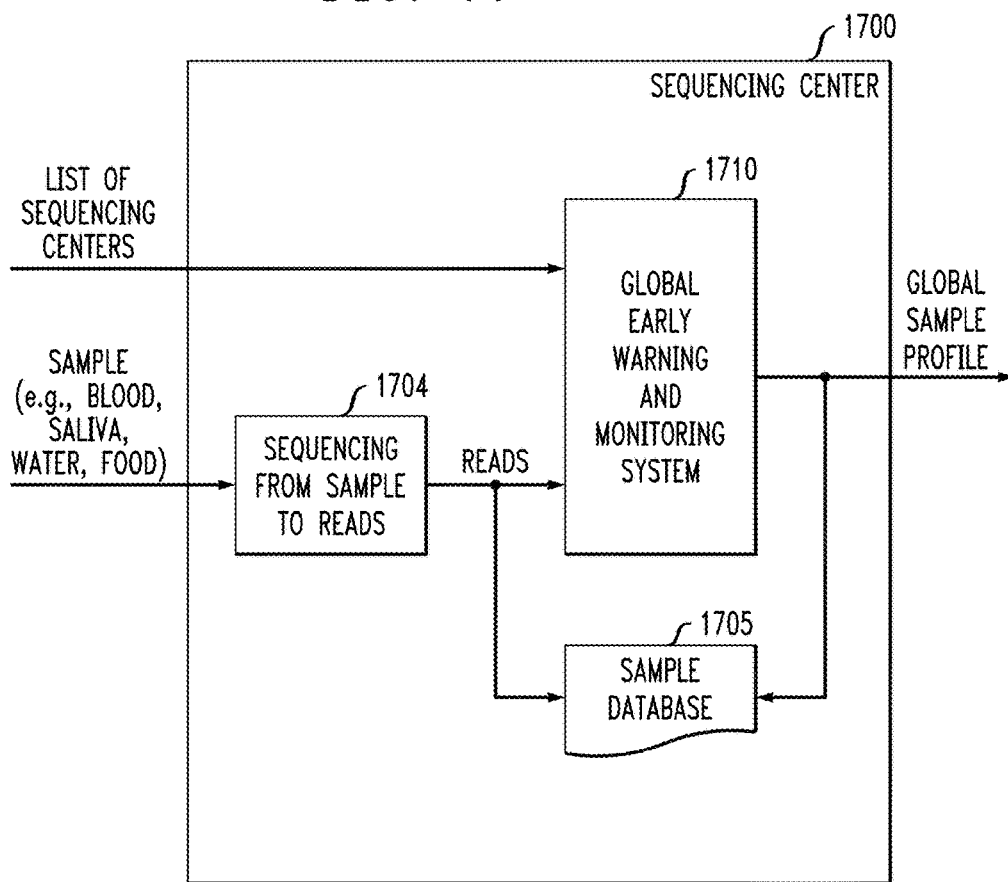 1700
SEQUENCING CENTER
LIST OF
SEQUENCING
CENTERS
1710
GLOBAL
EARLY
WARNING
AND
MONITORING
SYSTEM
GLOBAL
SAMPLE
PROFILE
SAMPLE
(e.g., BLOOD,
SALIVA,
WATER, FOOD)
1704
SEQUENCING
FROM SAMPLE
TO READS
READS
1705
SAMPLE
DATABASE